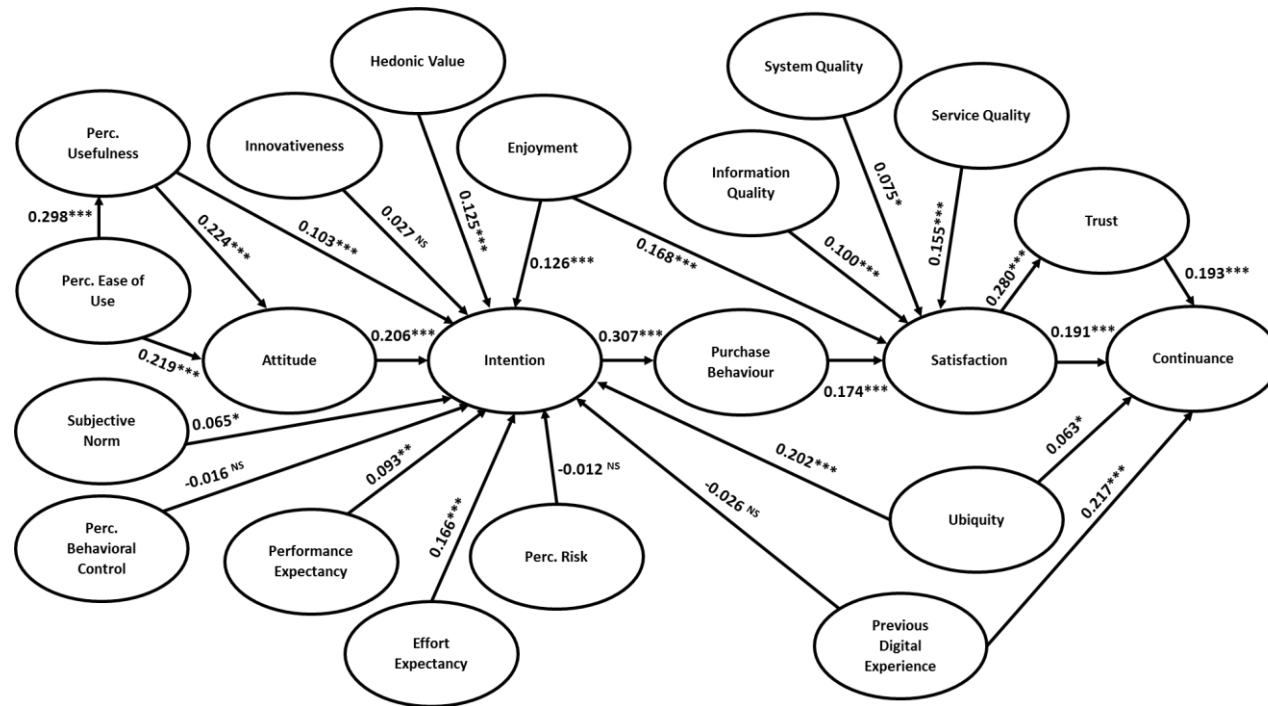 Hedonic Value
System Quality
Service Quality
Perc.
Usefulness
Innovativeness
Enjoyment
Information
Quality
Trust
0.298***
0.224***
0.103***
0.027 NS
0.125***
0.126***
0.168***
0.100***
0.075*
0.155***
0.280***
0.193***
Perc. Ease of
Use
0.219***
Attitude
0.206***
Intention
0.307***
Purchase
Behaviour
0.174***
Satisfaction
0.191***
Continuance
Subjective
Norm
0.065*
-0.016 NS
0.093**
0.166***
-0.012 NS
0.202***
-0.026 NS
0.063*
0.217***
Perc.
Behavioral
Control
Performance
Expectancy
Perc. Risk
Ubiquity
Effort
Expectancy
Previous
Digital
Experience